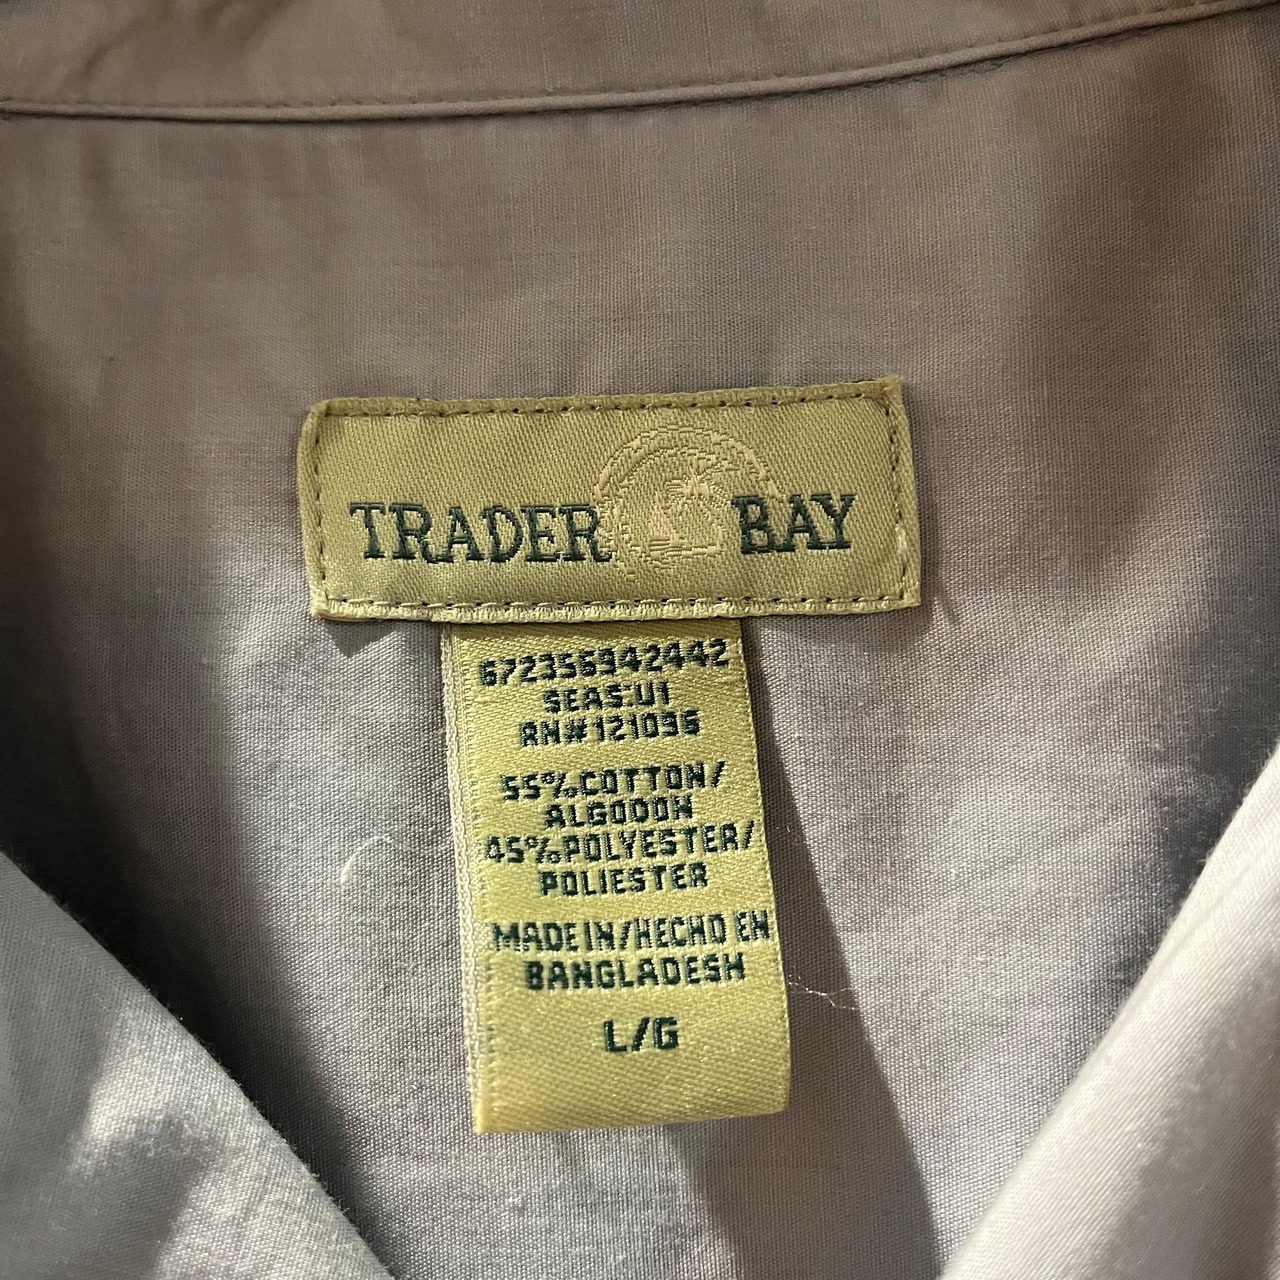 TRADER BAY
672356942442
SEAS:U1
RN#121096
55%COTTON/
ALGODON
45%POLYESTER/
POLIESTER
MADE IN/HECHO EN
BANGLADESH
L/G